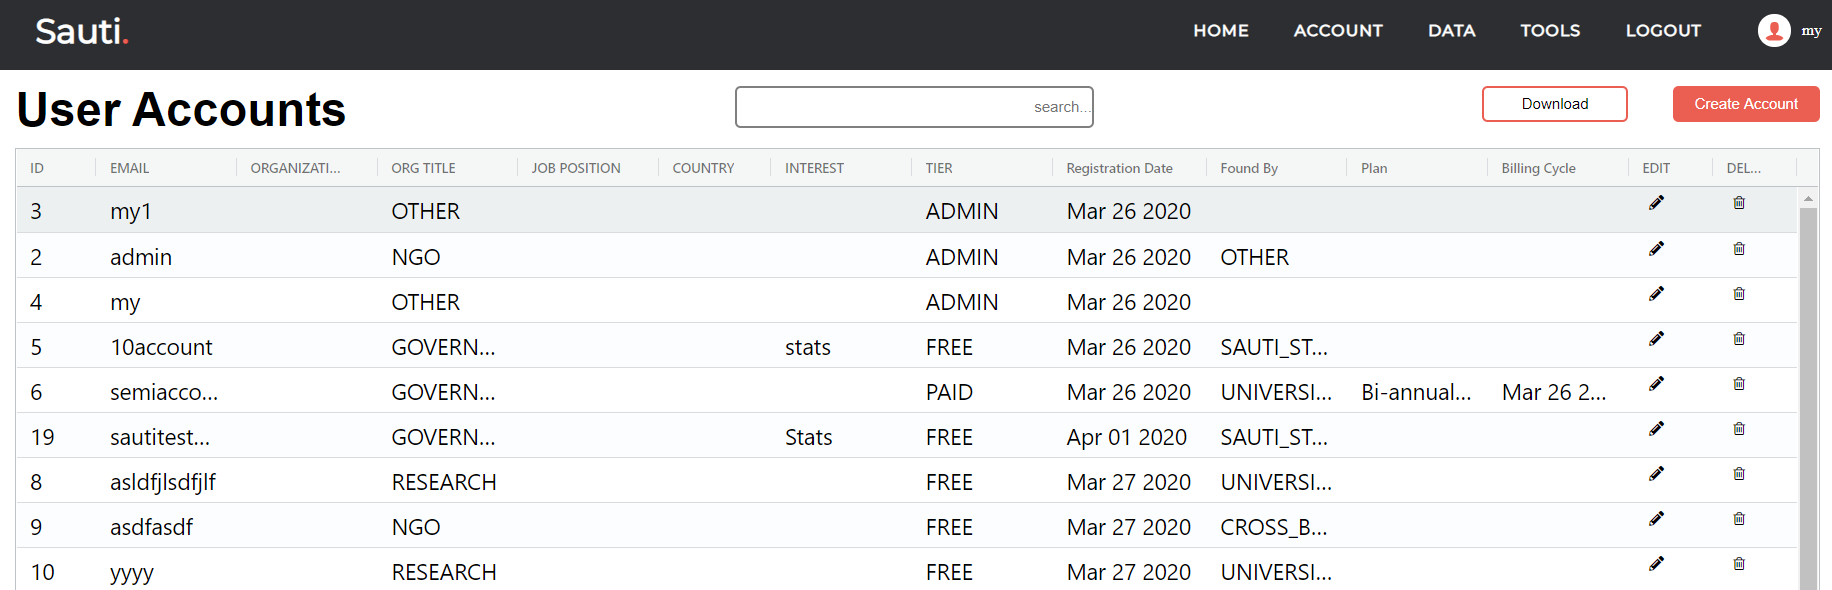 Sauti.
HOME ACCOUNT DATA TOOLS LOGOUT my
User Accounts search... Download Create Account
ID EMAIL ORGANIZATI... ORG TITLE JOB POSITION COUNTRY INTEREST TIER Registration Date Found By Plan Billing Cycle EDIT DEL...
3 my1 OTHER ADMIN Mar 26 2020
2 admin NGO ADMIN Mar 26 2020 OTHER
4 my OTHER ADMIN Mar 26 2020
5 10account GOVERN... stats FREE Mar 26 2020 SAUTI_ST...
6 semiacco... GOVERN... PAID Mar 26 2020 UNIVERSI... Bi-annual... Mar 26 2...
19 sautitest... GOVERN... Stats FREE Apr 01 2020 SAUTI_ST...
8 asldfjlsdfjlf RESEARCH FREE Mar 27 2020 UNIVERSI...
9 asdfasdf NGO FREE Mar 27 2020 CROSS_B...
10 yyyy RESEARCH FREE Mar 27 2020 UNIVERSI...